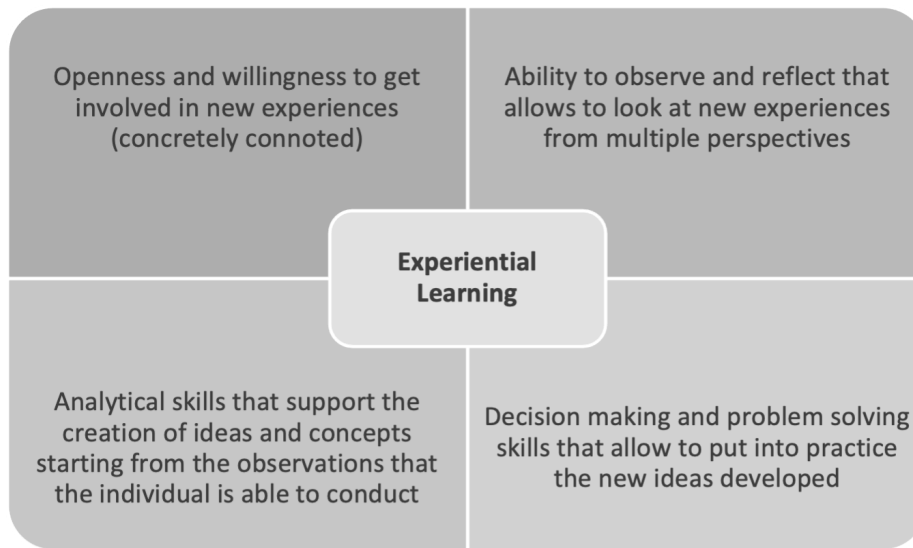 Openness and willingness to get
involved in new experiences
(concretely connoted)
Ability to observe and reflect that
allows to look at new experiences
from multiple perspectives
Experiential
Learning
Analytical skills that support the
creation of ideas and concepts
starting from the observations that
the individual is able to conduct
Decision making and problem solving
skills that allow to put into practice
the new ideas developed